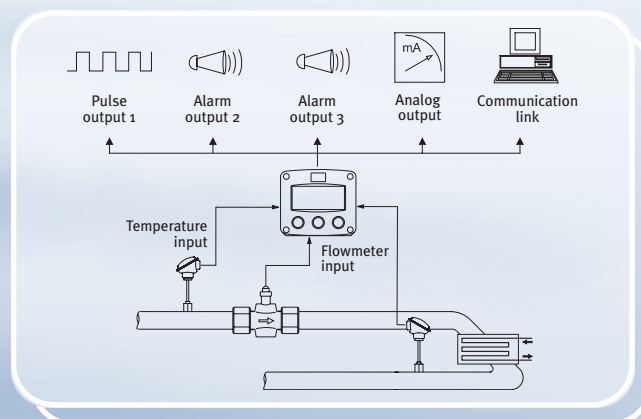 mA
Pulse
output 1
Alarm
output 2
Alarm
output 3
Analog
output
Communication
link
Temperature
input
Flowmeter
input